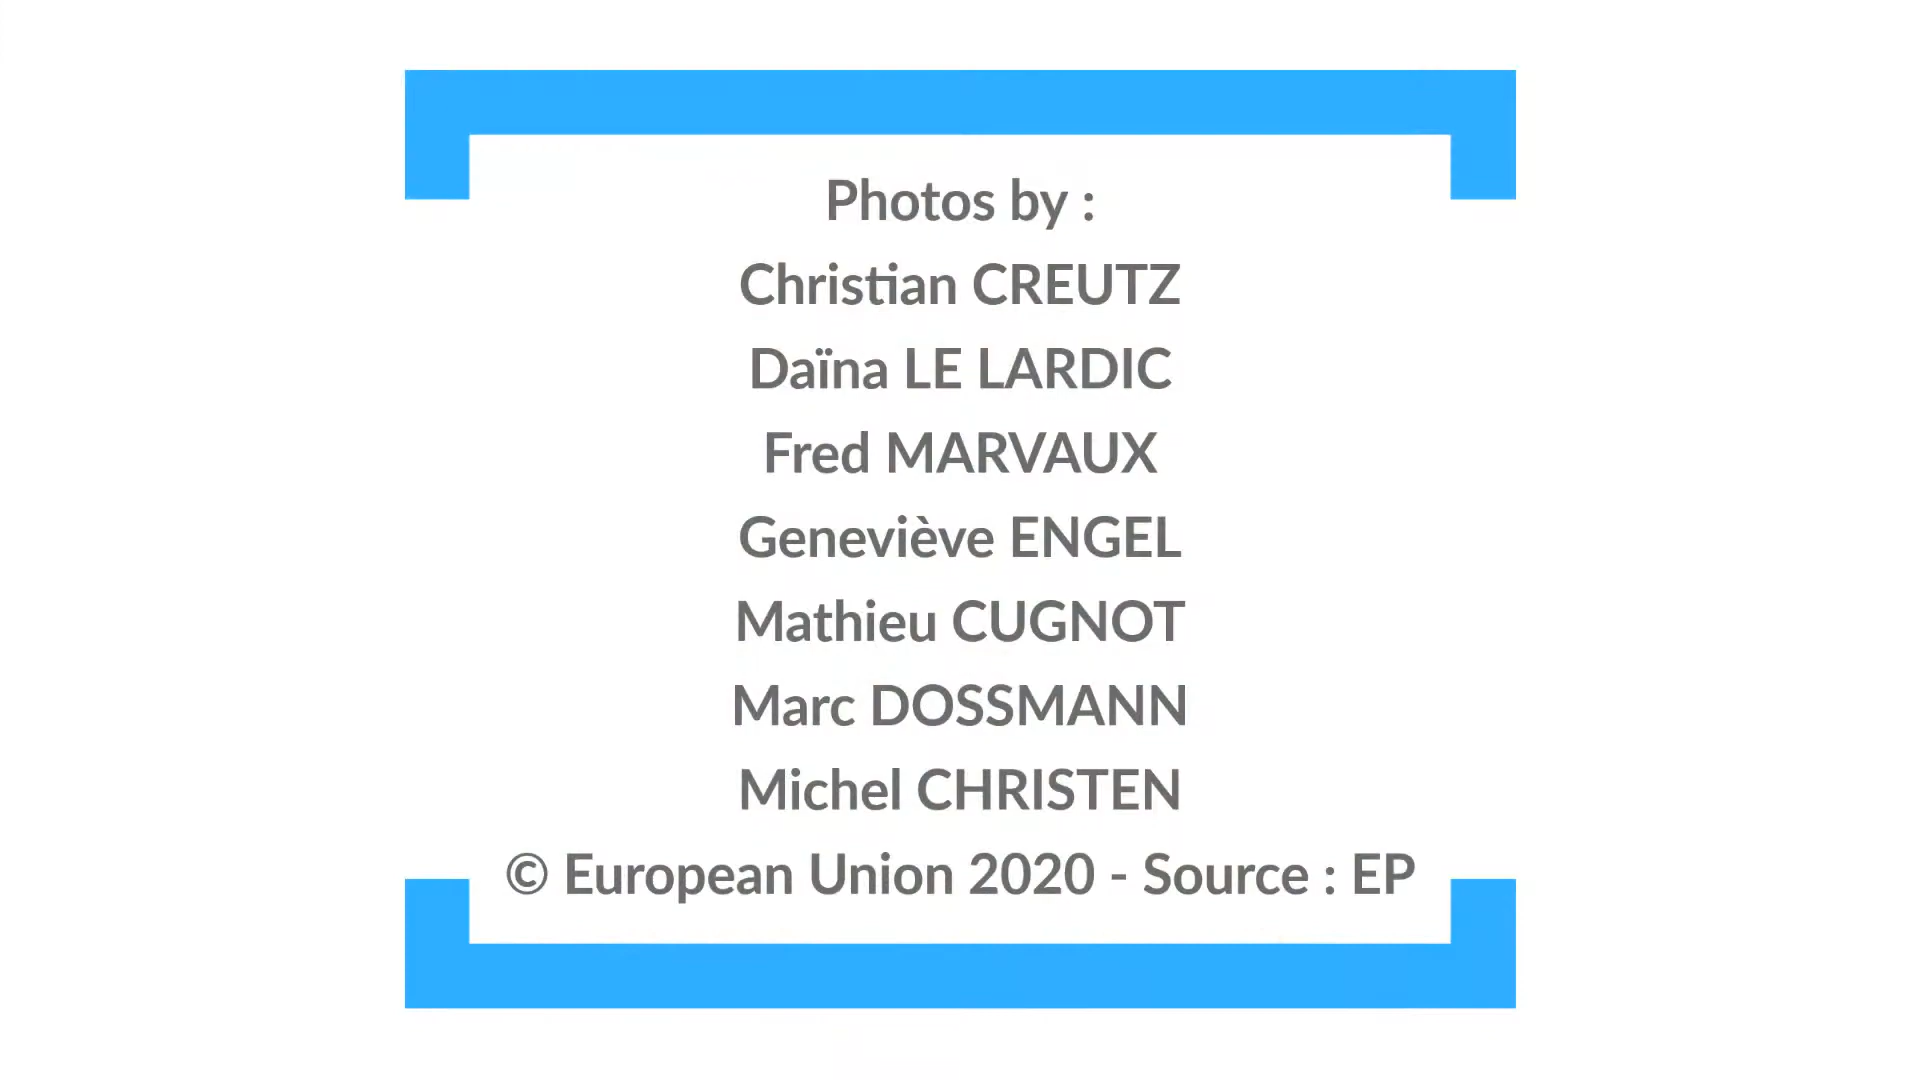 Photos by :
Christian CREUTZ
Daïna LE LARDIC
Fred MARVAUX
Geneviève ENGEL
Mathieu CUGNOT
Marc DOSSMANN
Michel CHRISTEN
© European Union 2020 - Source : EP